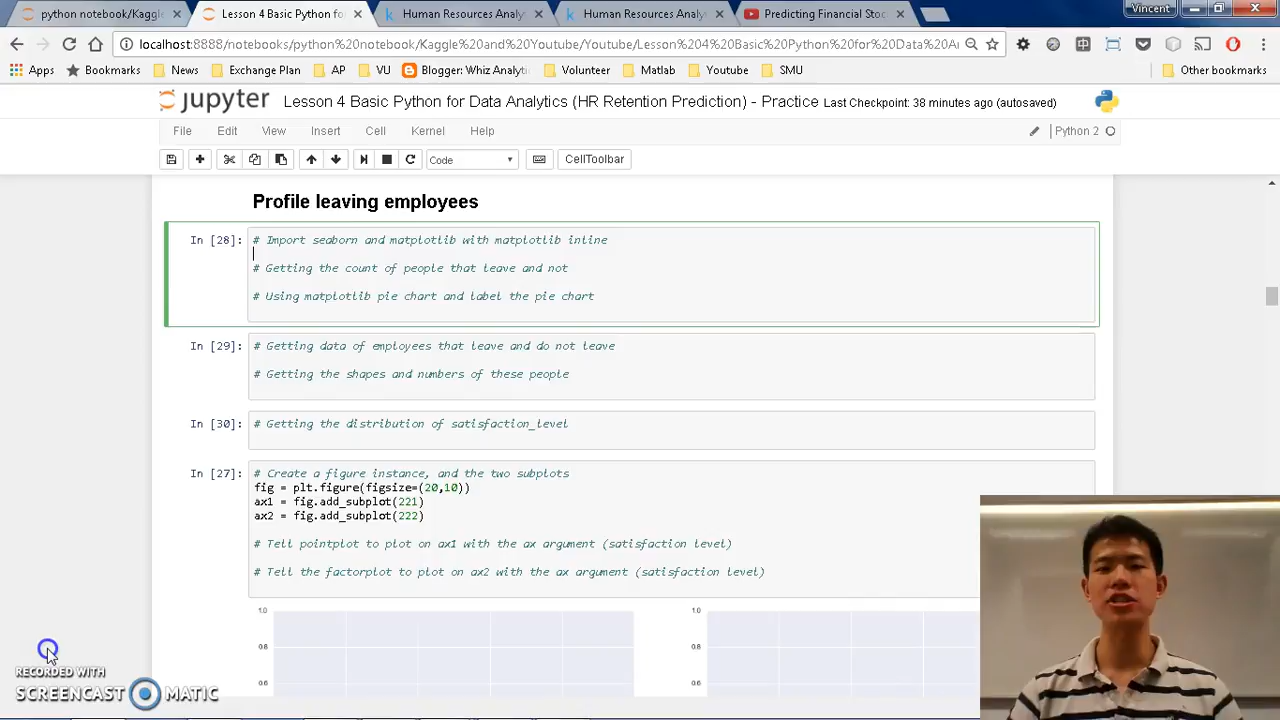 python notebook/Kaggl
Lesson 4 Basic Python fo
Human Resources Analy
Human Resources Analy
Predicting Financial St
Vincent
localhost:8888/notebooks/python%20notebook/Kaggle%20and%20Youtube/Youtube/Lesson%204%20Basic%20Python%20for%20Data%20A
Apps
Bookmarks
News
Exchange Plan
AP
VU
Blogger: Whiz Analyti
Volunteer
Matlab
Youtube
SMU
Other bookmarks
jupyter
Lesson 4 Basic Python for Data Analytics (HR Retention Prediction) - Practice
checkpoint: 38 minutes ago (autosaved)
File
Edit
View
Insert
Cell
Kernel
Help
Python 2
Code
CellToolbar
Profile leaving employees
In [28]:
# Import seaborn and matplotlib with matplotlib inline
# Getting the count of people that leave and not
# Using matplotlib pie chart and label the pie chart
In [29]:
# Getting data of employees that leave and do not leave
# Getting the shapes and numbers of these people
In [30]:
# Getting the distribution of satisfaction_level
In [27]:
# Create a figure instance, and the two subplots
fig = plt.figure(figsize=(20,10))
ax1 = fig.add_subplot(221)
ax2 = fig.add_subplot(222)
# Tell pointplot to plot on ax1 with the ax argument (satisfaction level)
# Tell the factorplot to plot on ax2 with the ax argument (satisfaction level)
1.0
1.0
0.8
0.8
0.6
0.6
RECORDED WITH
SCREENCAST MATIC